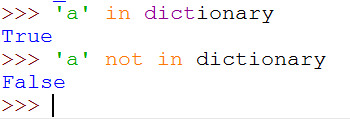 >>> 'a' in dictionary
True
>>> 'a' not in dictionary
False
>>>